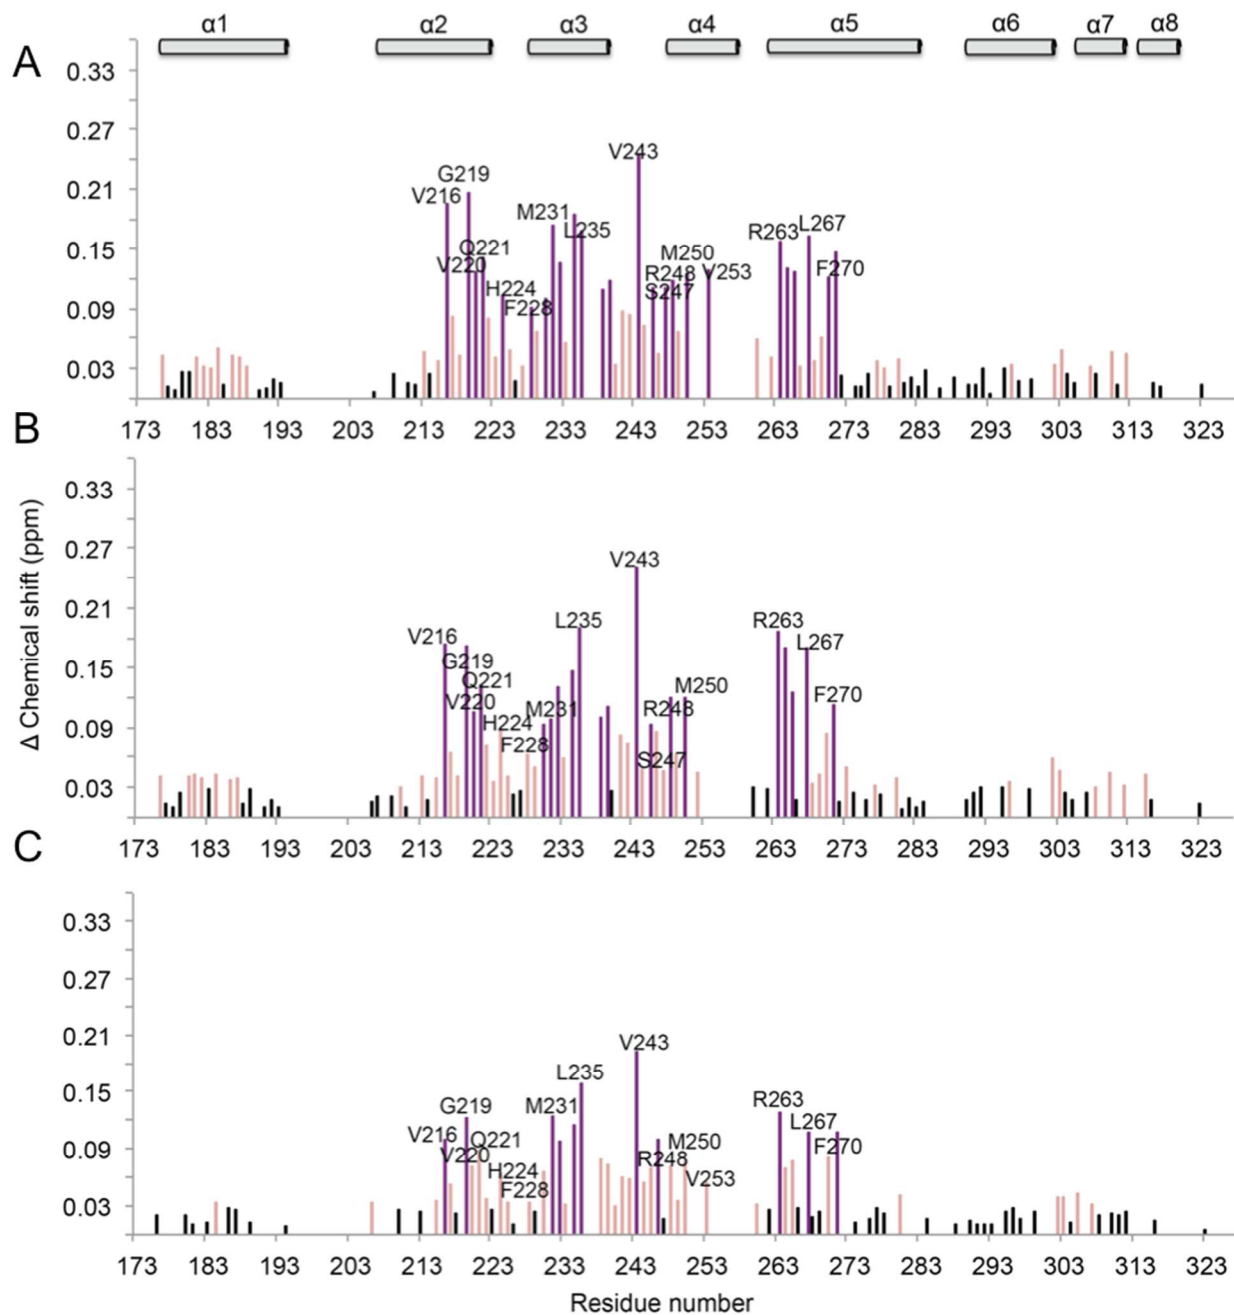 α1 α2 α3 α4 α5 α6 α7 α8
A
0.33
0.27
V243
0.21
G219
V216
M231
L235
R263
L267
0.15
Q221
V220
M250
R248
V253
F270
H224
S247
F228
0.09
0.03
173 183 193 203 213 223 233 243 253 263 273 283 293 303 313 323
B
0.33
0.27
V243
0.21
V216
L235
R263
L267
0.15
G219
Q221
V220
M231
R248
M250
F270
H224
F228
S247
0.09
0.03
Δ Chemical shift (ppm)
173 183 193 203 213 223 233 243 253 263 273 283 293 303 313 323
C
0.33
0.27
0.21
V243
L235
0.15
G219
M231
R263
L267
V216
Q221
V220
M250
R248
F270
0.09
H224
F228
V253
0.03
173 183 193 203 213 223 233 243 253 263 273 283 293 303 313 323
Residue number